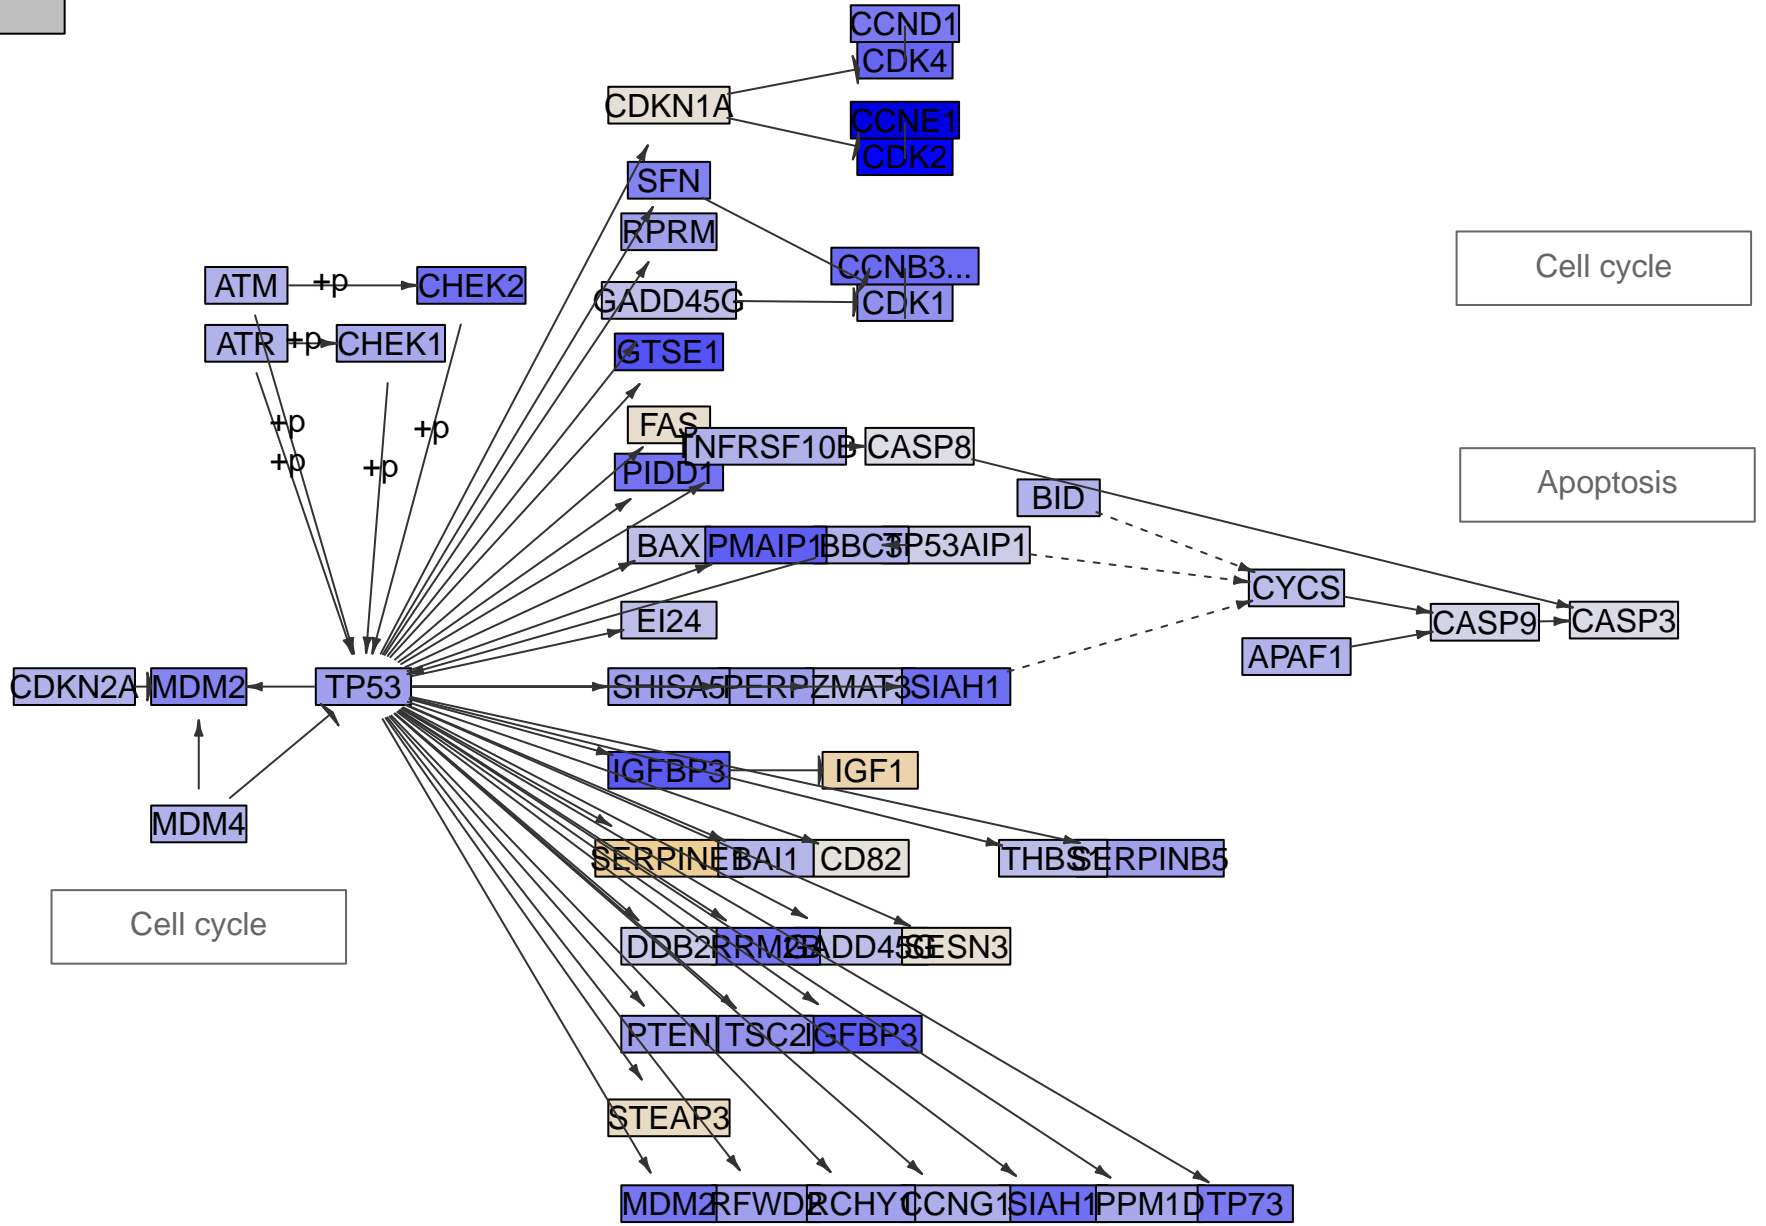 CCND1
CDK4
CDKN1A
CCNE1
CDK2
SFN
RPRM
Cell cycle
CCNB3...
ATM
+p
CHEK2
GADD45G
CDK1
ATR
+p
CHEK1
GTSE1
+p
+p
FAS
TNFRSF10B
CASP8
+p
+p
PIDD1
Apoptosis
BID
BAX
PMAIP1
BBC3
TP53AIP1
CYCS
EI24
CASP9
CASP3
APAF1
CDKN2A
MDM2
TP53
SHISA5
PERP
ZMAT3
SIAH1
IGFBP3
IGF1
MDM4
SERPINE1
BAI1
CD82
THBS1
SERPINB5
Cell cycle
DDB2
RRM2B
GADD45G
SESN3
PTEN
TSC2
IGFBP3
STEAP3
MDM2
RFWD2
RCHY1
CCNG1
SIAH1
PPM1D
TP73